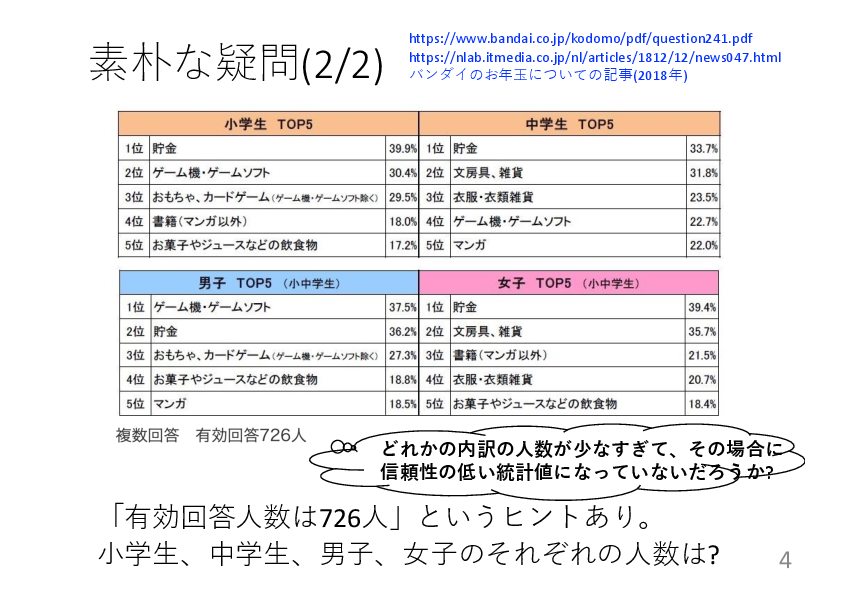 素朴な疑問(2/2)
https://www.bandai.co.jp/kodomo/pdf/question241.pdf
https://nlab.itmedia.co.jp/nl/articles/1812/12/news047.html
バンダイのお年玉についての記事(2018年)
小学生 TOP5 中学生 TOP5
1位 貯金 39.9% 1位 貯金 33.7%
2位 ゲーム機・ゲームソフト 30.4% 2位 文房具、雑貨 31.8%
3位 おもちゃ、カードゲーム(ゲーム機・ゲームソフト除く) 29.5% 3位 衣服・衣類雑貨 23.5%
4位 書籍(マンガ以外) 18.0% 4位 ゲーム機・ゲームソフト 22.7%
5位 お菓子やジュースなどの飲食物 17.2% 5位 マンガ 22.0%
男子 TOP5 (小中学生) 女子 TOP5 (小中学生)
1位 ゲーム機・ゲームソフト 37.5% 1位 貯金 39.4%
2位 貯金 36.2% 2位 文房具、雑貨 35.7%
3位 おもちゃ、カードゲーム(ゲーム機・ゲームソフト除く) 27.3% 3位 書籍(マンガ以外) 21.5%
4位 お菓子やジュースなどの飲食物 18.8% 4位 衣服・衣類雑貨 20.7%
5位 マンガ 18.5% 5位 お菓子やジュースなどの飲食物 18.4%
複数回答 有効回答726人
どれかの内訳の人数が少なすぎて、その場合に
信頼性の低い統計値になっていないだろうか?
「有効回答人数は726人」というヒントあり。
小学生、中学生、男子、女子のそれぞれの人数は?
4